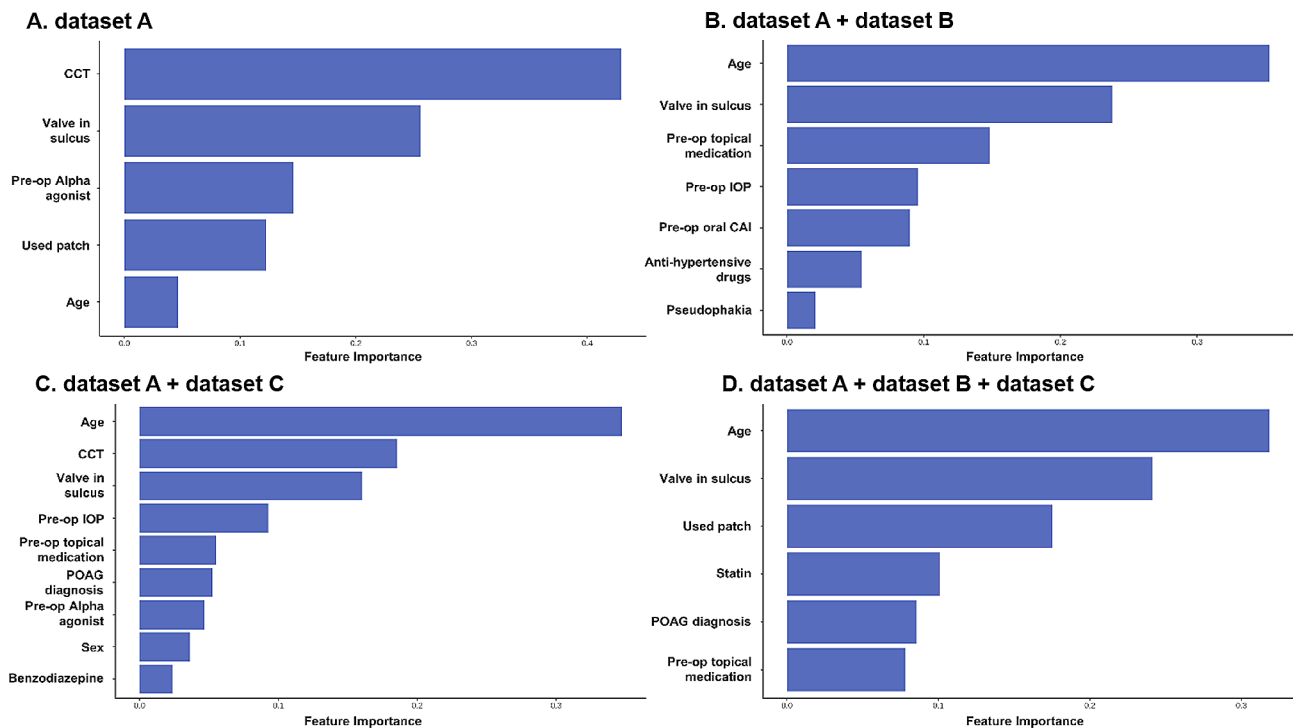 A. dataset A
CCT
Valve in
sulcus
Pre-op Alpha
agonist
Used patch
Age
0.0 0.1 0.2 0.3 0.4
Feature Importance
B. dataset A + dataset B
Age
Valve in sulcus
Pre-op topical
medication
Pre-op IOP
Pre-op oral CAI
Anti-hypertensive
drugs
Pseudophakia
0.0 0.1 0.2 0.3
Feature Importance
C. dataset A + dataset C
Age
CCT
Valve in
sulcus
Pre-op IOP
Pre-op topical
medication
POAG
diagnosis
Pre-op Alpha
agonist
Sex
Benzodiazepine
0.0 0.1 0.2 0.3
Feature Importance
D. dataset A + dataset B + dataset C
Age
Valve in sulcus
Used patch
Statin
POAG diagnosis
Pre-op topical
medication
0.0 0.1 0.2 0.3
Feature Importance